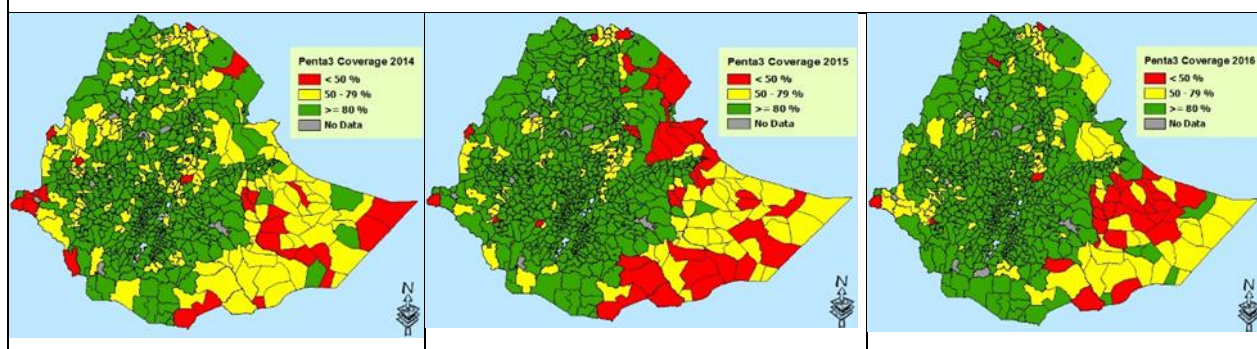 Penta3 Coverage 2014
< 50 %
50 - 79 %
>= 80 %
No Data
N
Penta3 Coverage 2015
< 50 %
50 - 79 %
>= 80 %
No Data
N
Penta3 Coverage 2016
< 50 %
50 - 79 %
>= 80 %
No Data
N